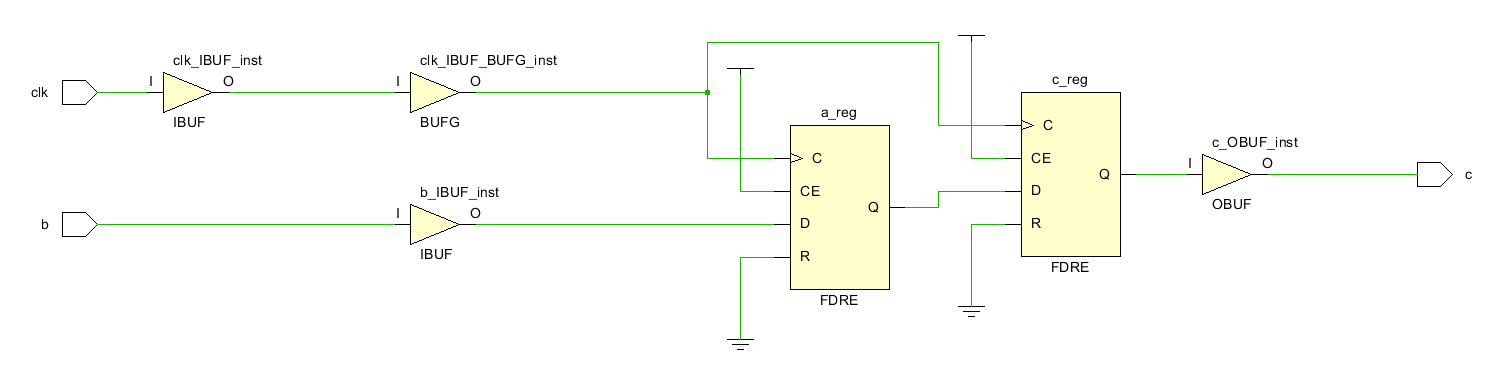 clk
I
clk_IBUF_inst
O
IBUF
I
clk_IBUF_BUFG_inst
O
BUFG
b
I
b_IBUF_inst
O
IBUF
a_reg
C
CE
D
R
Q
FDRE
c_reg
C
CE
D
R
Q
FDRE
I
c_OBUF_inst
O
OBUF
c